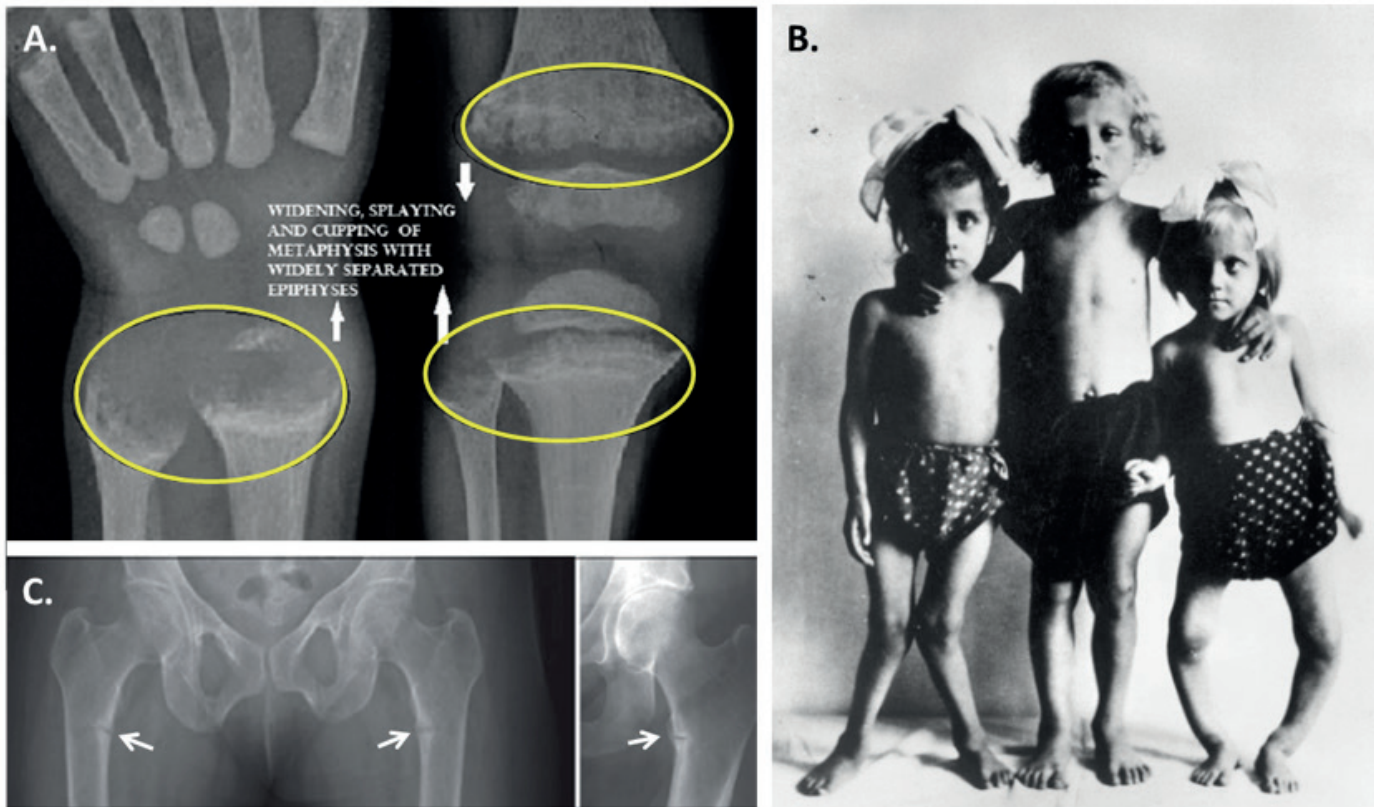 A.
WIDENING, SPLAYING
AND CUPPING OF
METAPHYSIS WITH
WIDELY SEPARATED
EPIPHYSES
B.
C.